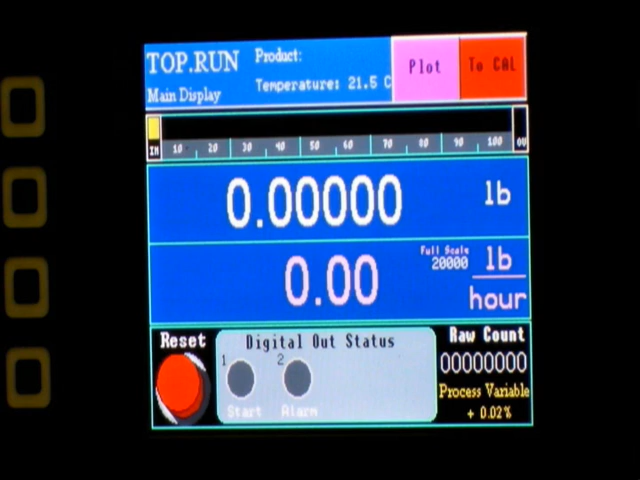 TOP.RUN
Product:
Main Display
Temperature: 21.5 C
Plot
To CAL
IN 10 20 30 40 50 60 70 80 90 100 OV
0.00000 lb
0.00
Full Scale
20000
lb
hour
Reset
Digital Out Status
1 2
Start Alarm
Raw Count
00000000
Process Variable
+ 0.02%